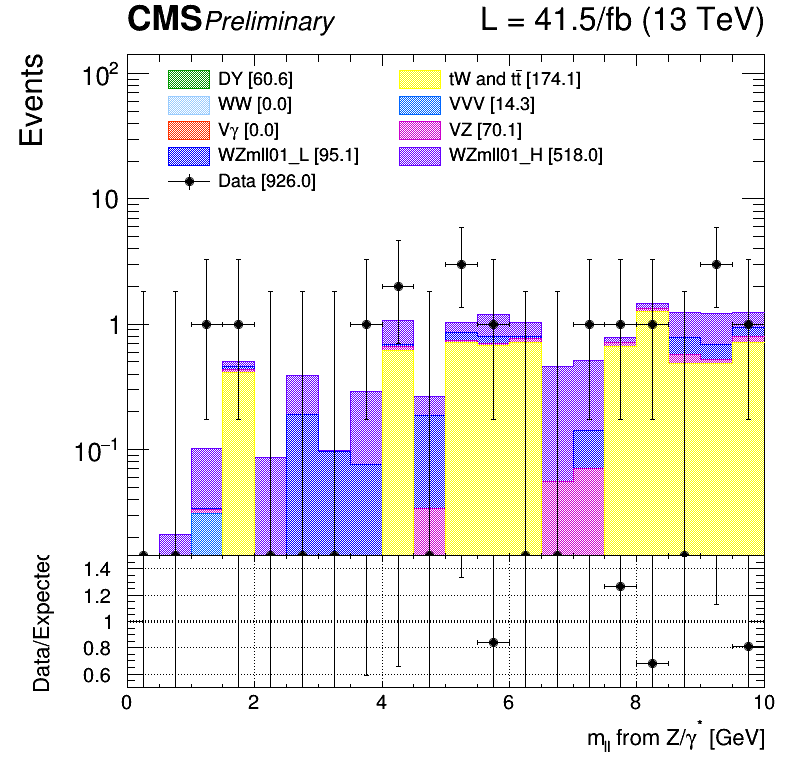 CMS Preliminary L = 41.5/fb (13 TeV)
Events
10²
10
1
10⁻¹
DY [60.6]
WW [0.0]
Vγ [0.0]
WZmll01_L [95.1]
Data [926.0]
tW and tt̄ [174.1]
VVV [14.3]
VZ [70.1]
WZmll01_H [518.0]
Data/Expected
1.4
1.2
1
0.8
0.6
0 2 4 6 8 10
m_ll from Z/γ* [GeV]